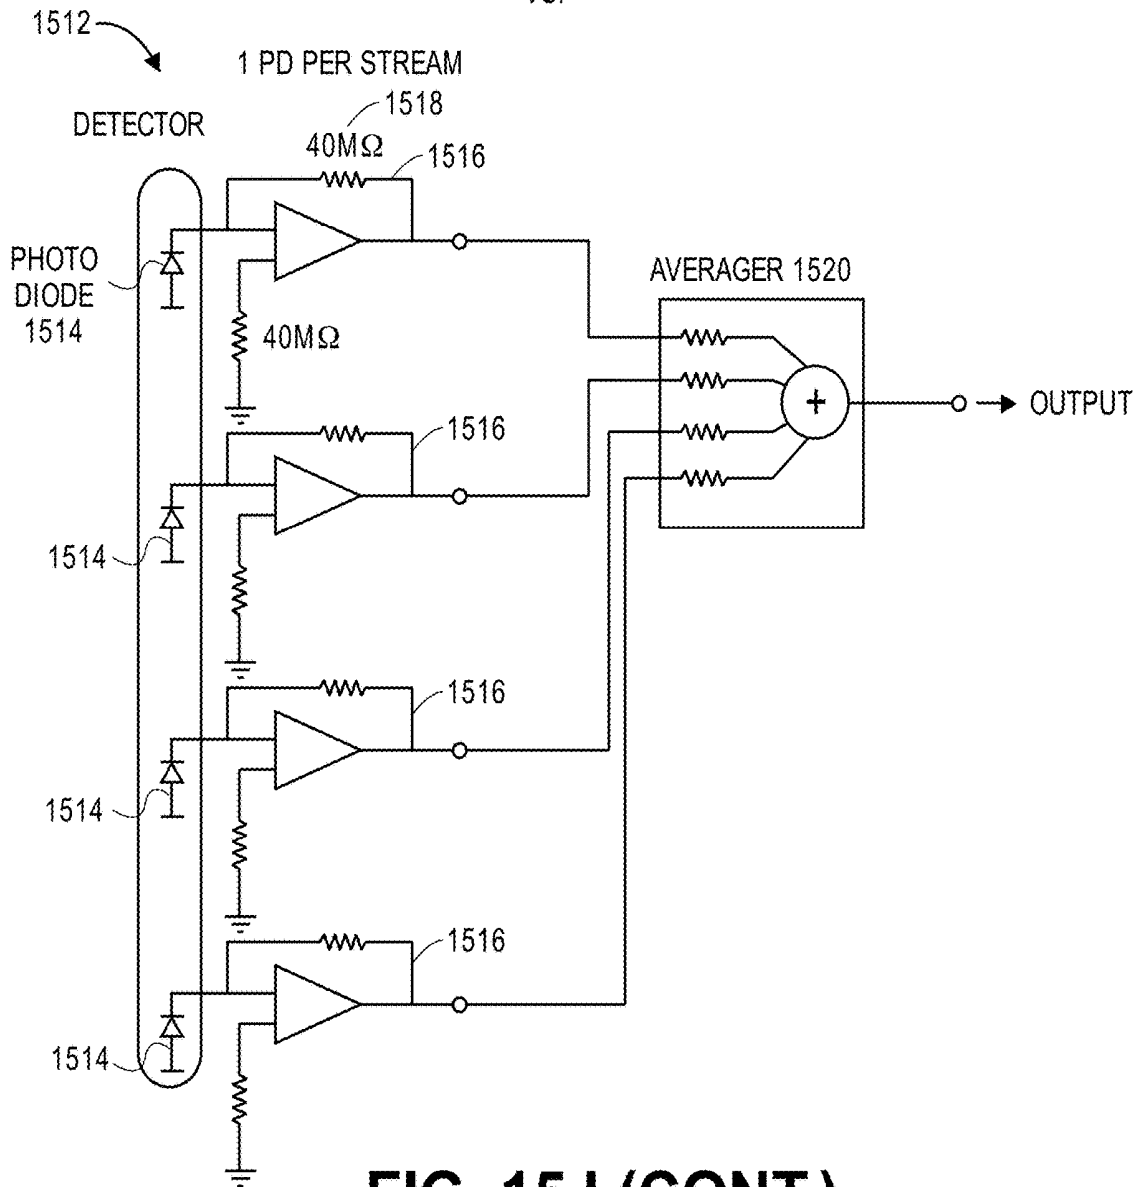 1512
1 PD PER STREAM
1518
DETECTOR
40MΩ
1516
PHOTO
DIODE
1514
AVERAGER 1520
40MΩ
+
OUTPUT
1516
1514
1516
1514
1516
1514